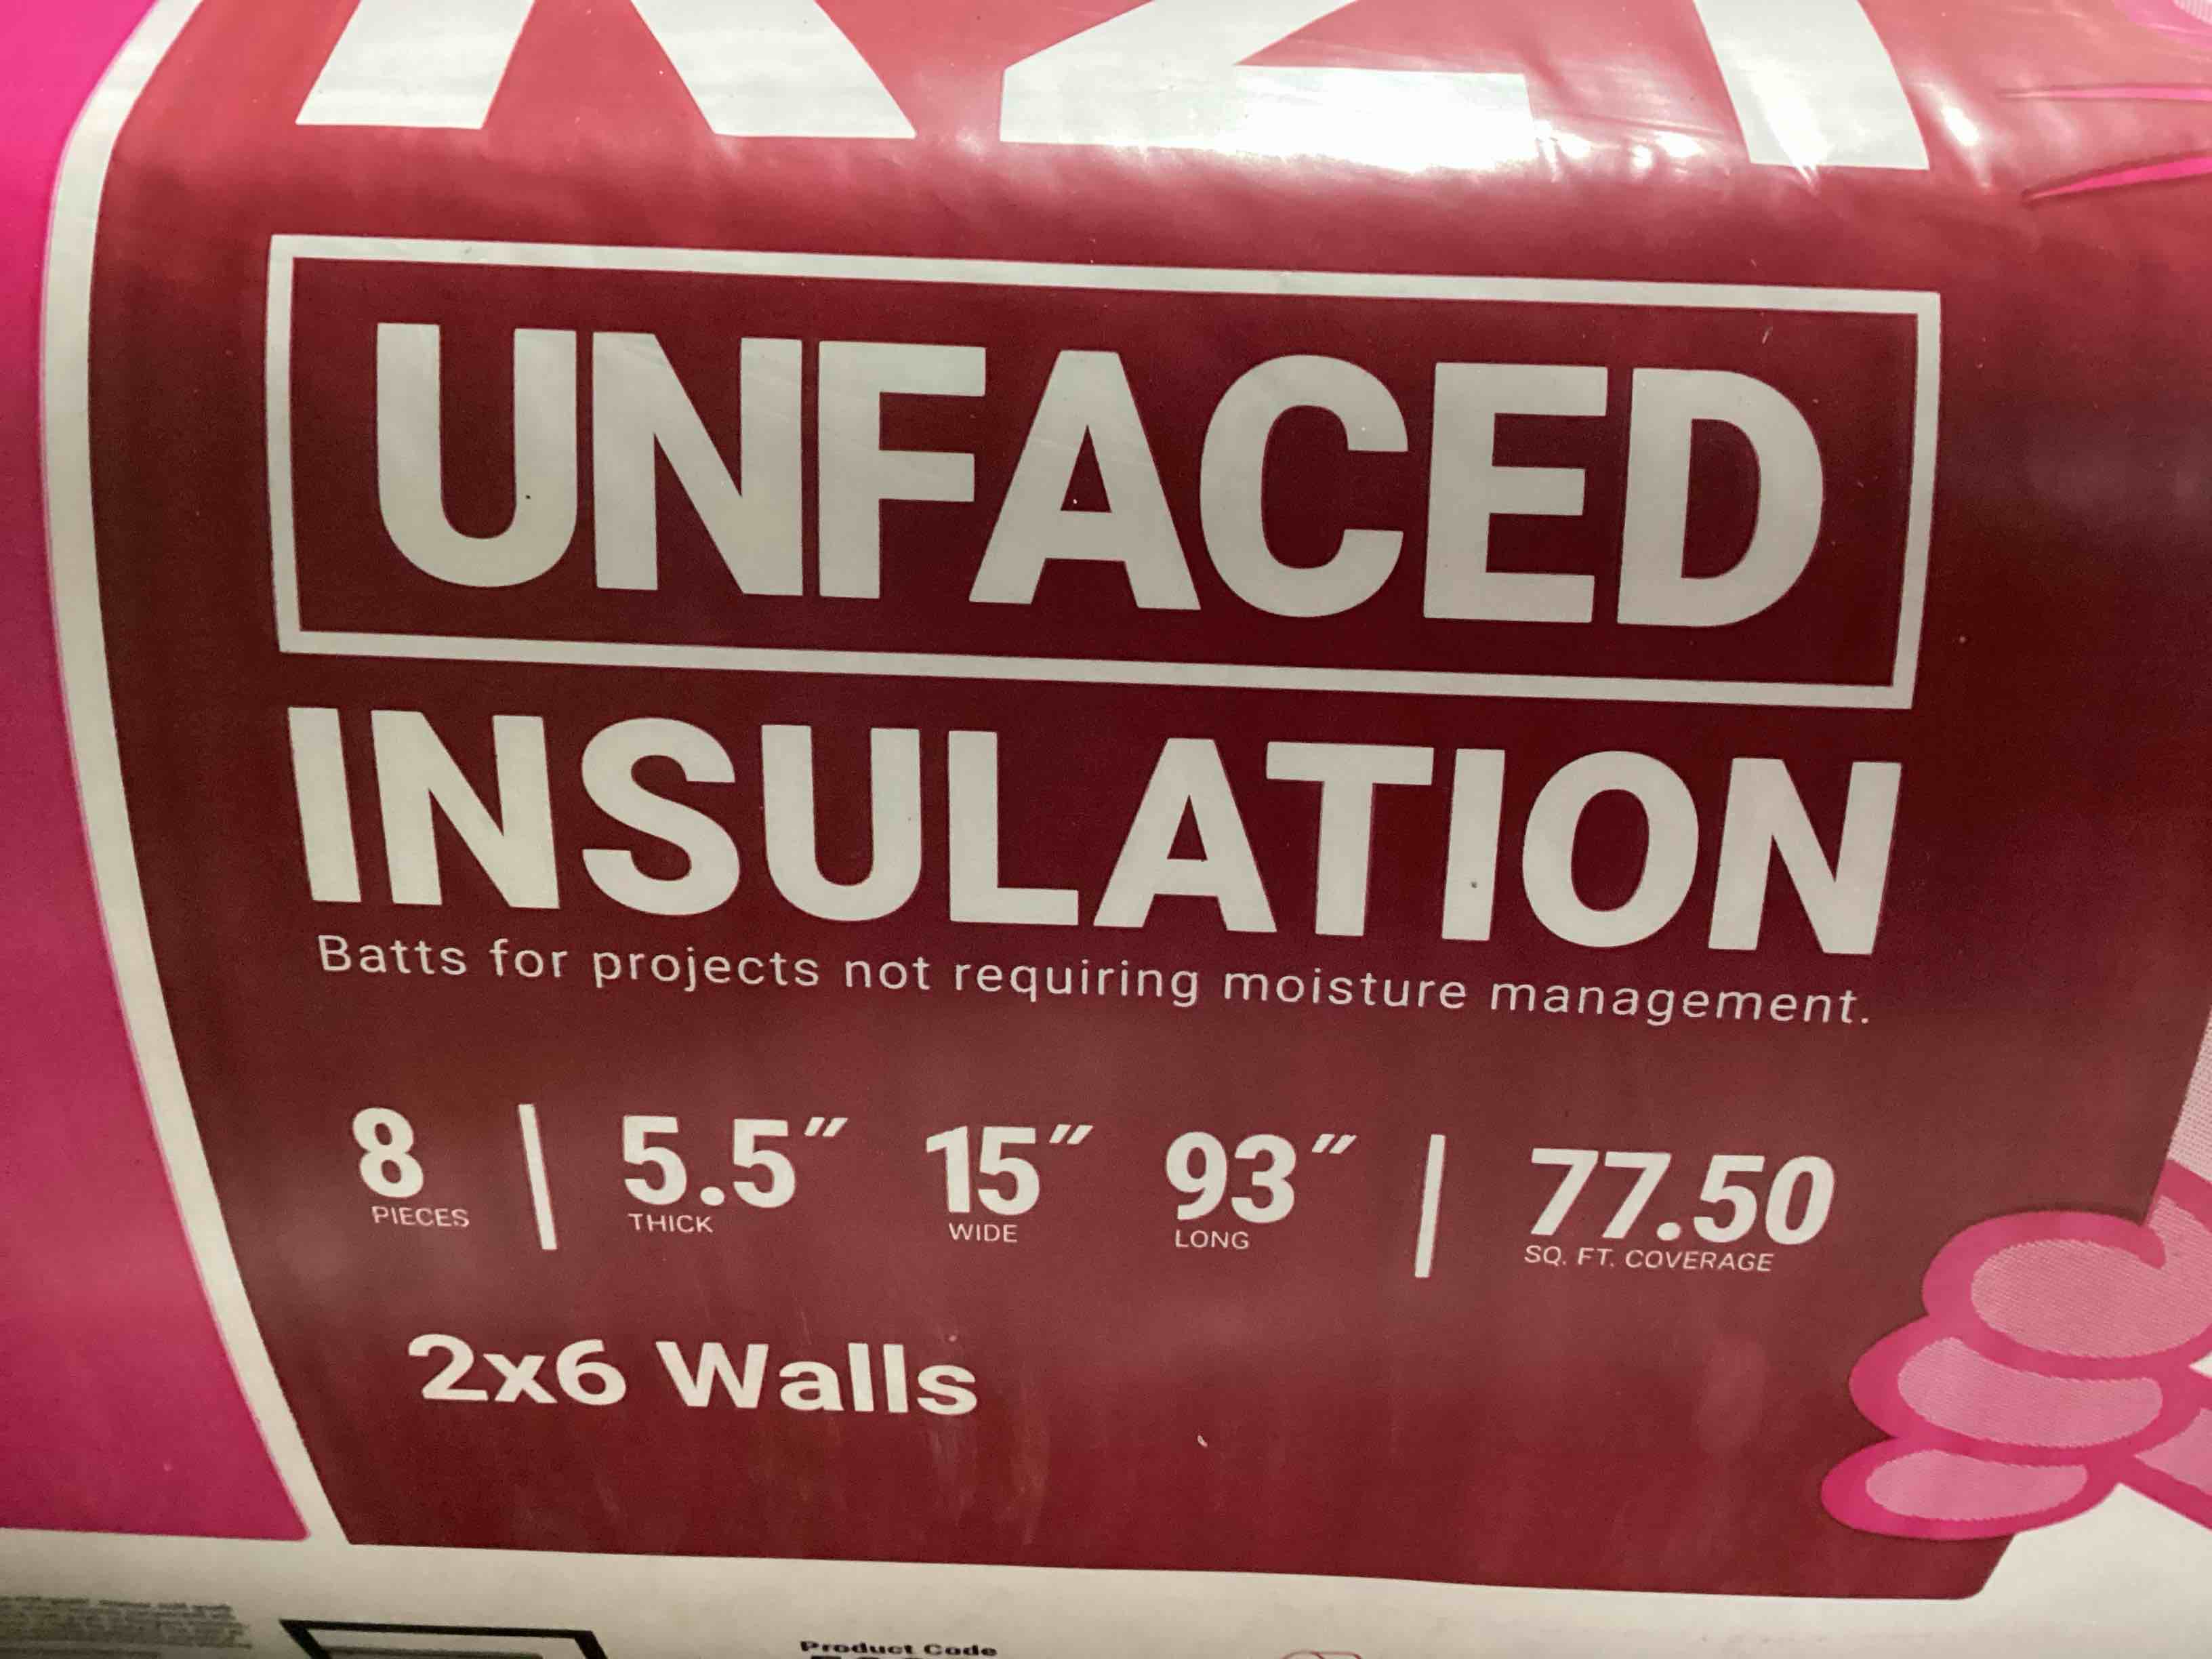 R21
UNFACED
INSULATION
Batts for projects not requiring moisture management.
8 | 5.5″ 15″ 93″ | 77.50
PIECES THICK WIDE LONG SQ. FT. COVERAGE
2x6 Walls
Product Code